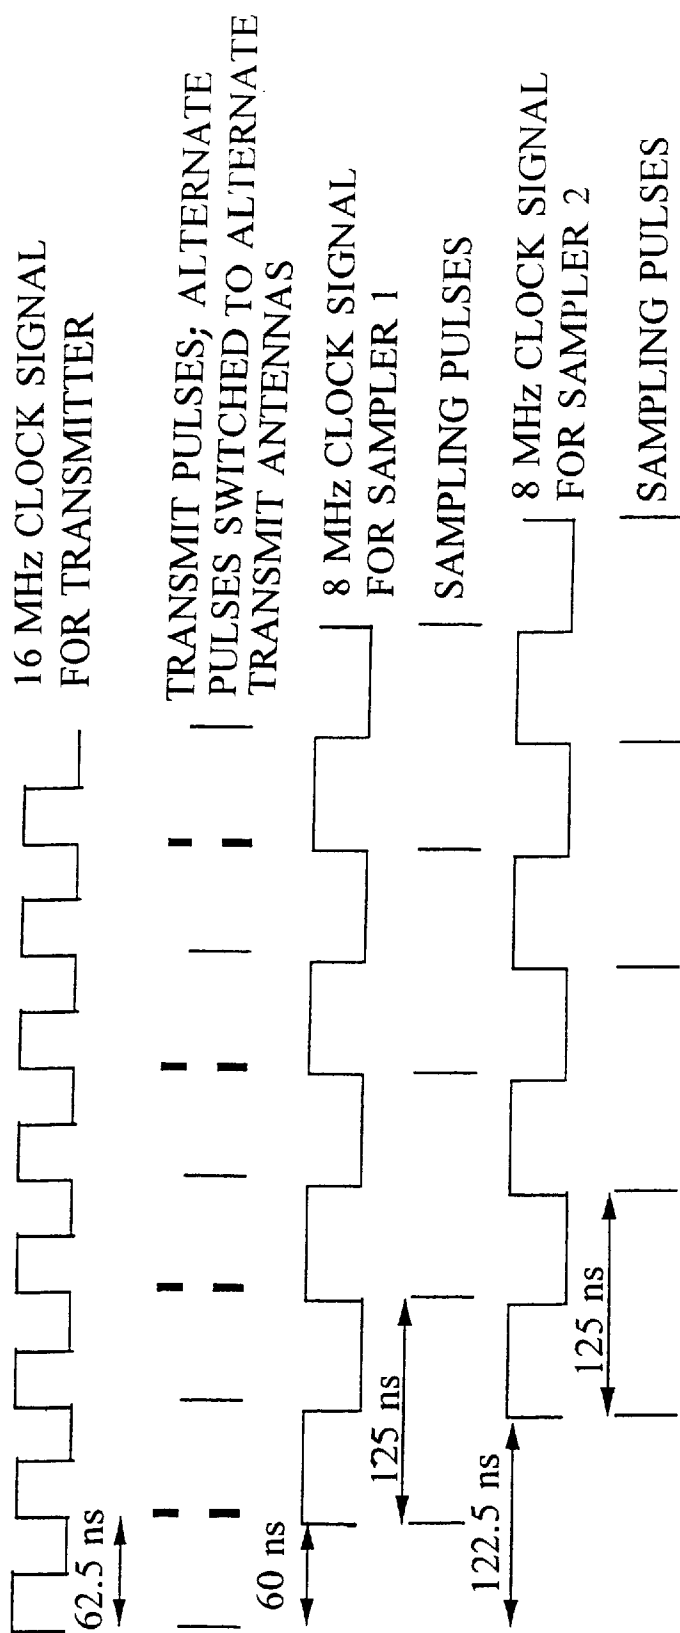 16 MHz CLOCK SIGNAL
FOR TRANSMITTER
62.5 ns
TRANSMIT PULSES; ALTERNATE
PULSES SWITCHED TO ALTERNATE
TRANSMIT ANTENNAS
60 ns
8 MHz CLOCK SIGNAL
FOR SAMPLER 1
125 ns
SAMPLING PULSES
122.5 ns
8 MHz CLOCK SIGNAL
FOR SAMPLER 2
125 ns
SAMPLING PULSES